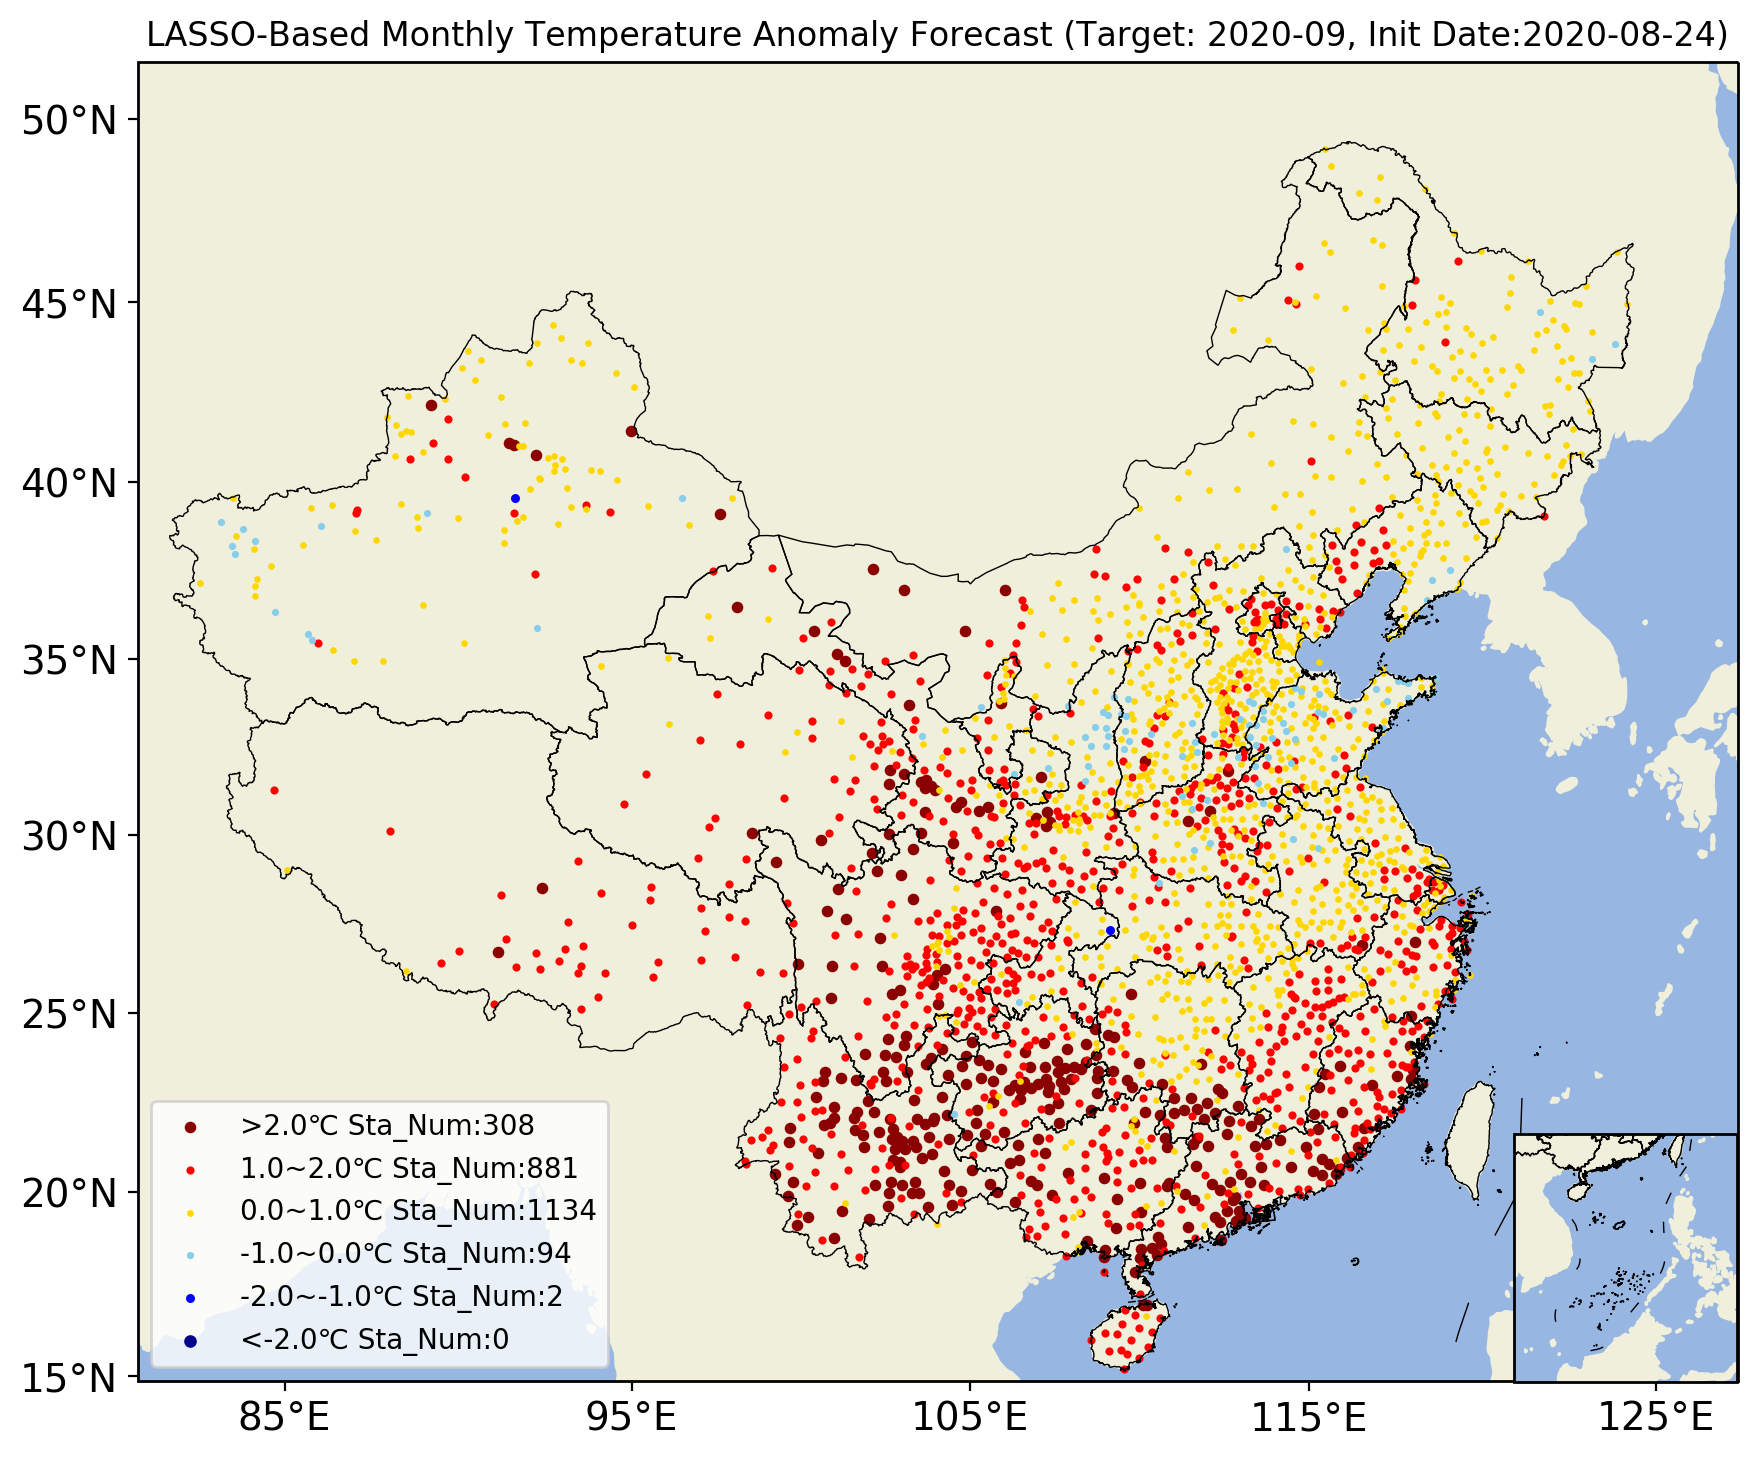 LASSO-Based Monthly Temperature Anomaly Forecast (Target: 2020-09, Init Date:2020-08-24)
50°N
45°N
40°N
35°N
30°N
25°N
20°N
15°N
>2.0℃ Sta_Num:308
1.0~2.0℃ Sta_Num:881
0.0~1.0℃ Sta_Num:1134
-1.0~0.0℃ Sta_Num:94
-2.0~-1.0℃ Sta_Num:2
<-2.0℃ Sta_Num:0
85°E 95°E 105°E 115°E 125°E